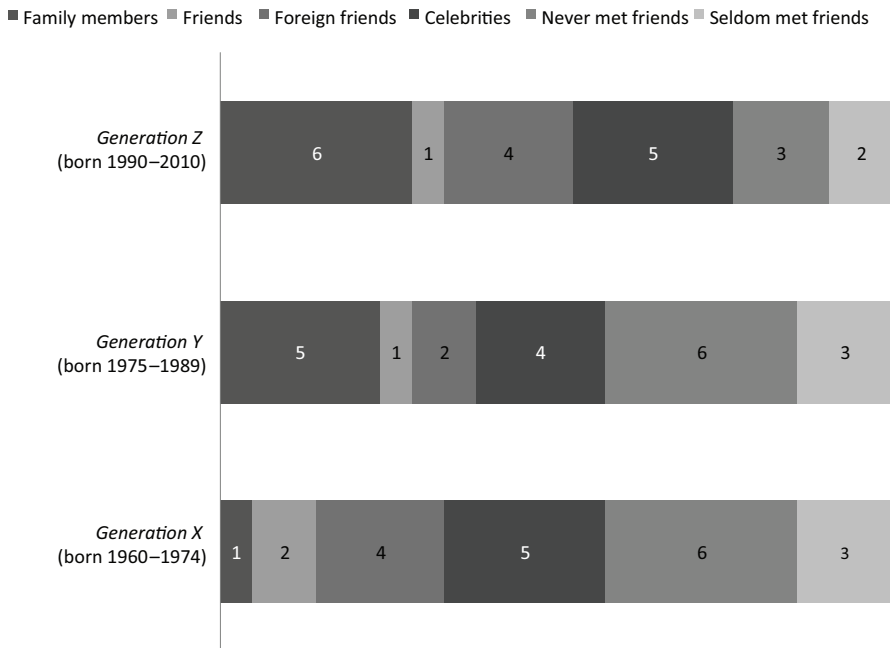 Family members Friends Foreign friends Celebrities Never met friends Seldom met friends
Generation Z
(born 1990–2010)
6 1 4 5 3 2
Generation Y
(born 1975–1989)
5 1 2 4 6 3
Generation X
(born 1960–1974)
1 2 4 5 6 3